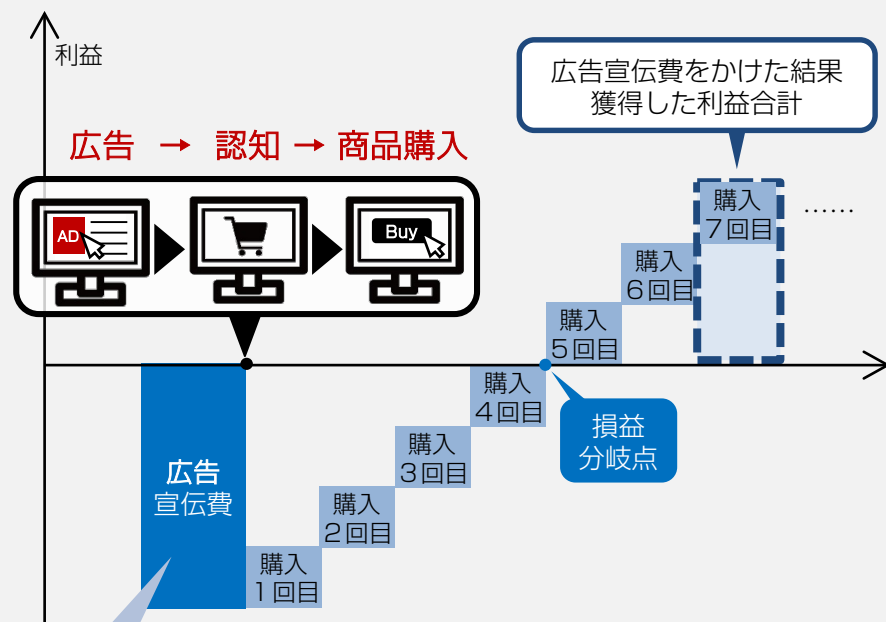 利益
広告宣伝費をかけた結果
獲得した利益合計
広告 → 認知 → 商品購入
AD
Buy
購入
７回目
……
購入
６回目
購入
５回目
購入
４回目
損益
分岐点
購入
３回目
広告
宣伝費
購入
２回目
購入
１回目